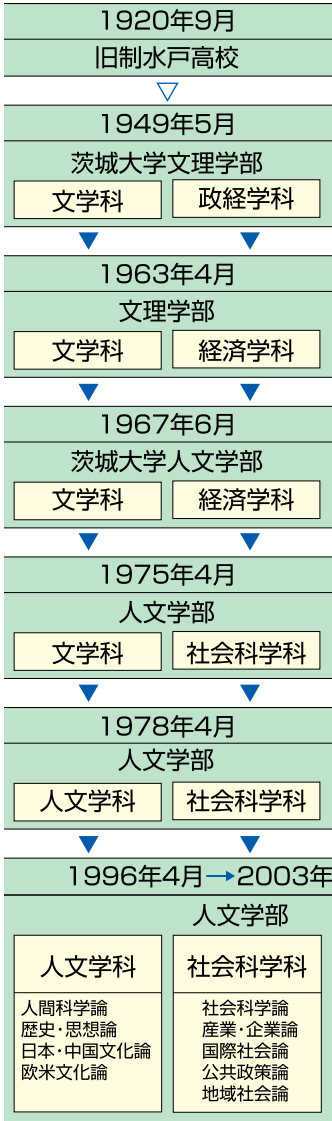 1920年9月
旧制水戸高校
1949年5月
茨城大学文理学部
文学科 政経学科
1963年4月
文理学部
文学科 経済学科
1967年6月
茨城大学人文学部
文学科 経済学科
1975年4月
人文学部
文学科 社会科学科
1978年4月
人文学部
人文学科 社会科学科
1996年4月→2003年
人文学部
人文学科 社会科学科
人間科学論
歴史・思想論
日本・中国文化論
欧米文化論
社会科学論
産業・企業論
国際社会論
公共政策論
地域社会論